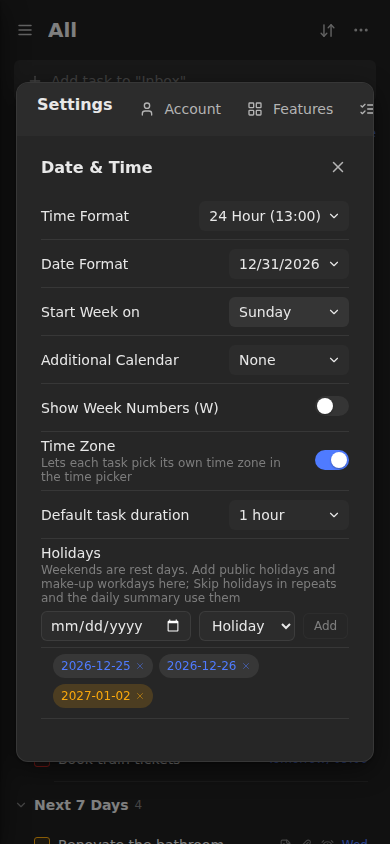 All
Add task to "Inbox"
Settings
Account
Features
Date & Time
Time Format
24 Hour (13:00)
Date Format
12/31/2026
Start Week on
Sunday
Additional Calendar
None
Show Week Numbers (W)
Time Zone
Lets each task pick its own time zone in
the time picker
Default task duration
1 hour
Holidays
Weekends are rest days. Add public holidays and
make-up workdays here; Skip holidays in repeats
and the daily summary use them
mm/dd/yyyy
Holiday
Add
2026-12-25 ×
2026-12-26 ×
2027-01-02 ×
Book train tickets
Next 7 Days 4
Renovate the bathroom
Wed